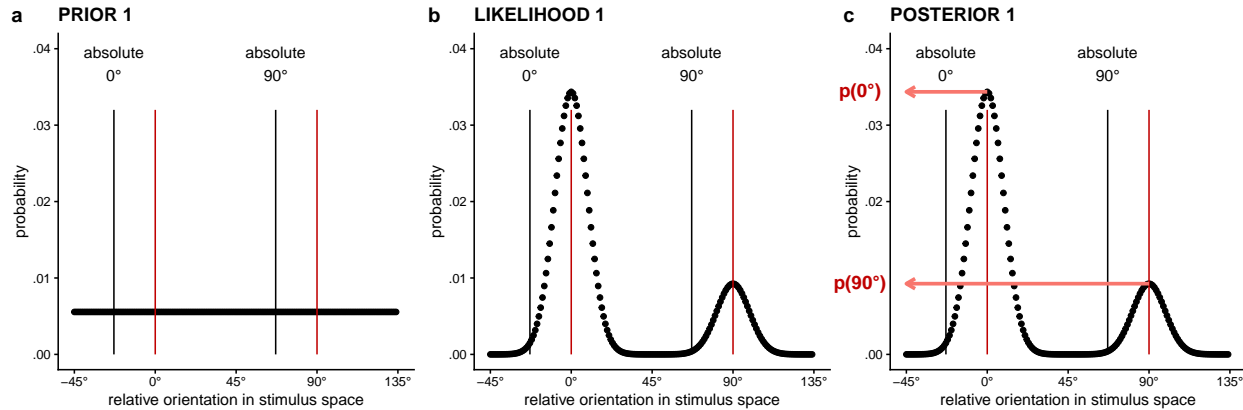 a PRIOR 1
.04
.03
.02
.01
.00
probability
absolute
0°
absolute
90°
−45° 0° 45° 90° 135°
relative orientation in stimulus space
b LIKELIHOOD 1
.04
.03
.02
.01
.00
probability
absolute
0°
absolute
90°
−45° 0° 45° 90° 135°
relative orientation in stimulus space
c POSTERIOR 1
.04
.03
.02
.01
.00
probability
absolute
0°
absolute
90°
p(0°)
p(90°)
−45° 0° 45° 90° 135°
relative orientation in stimulus space